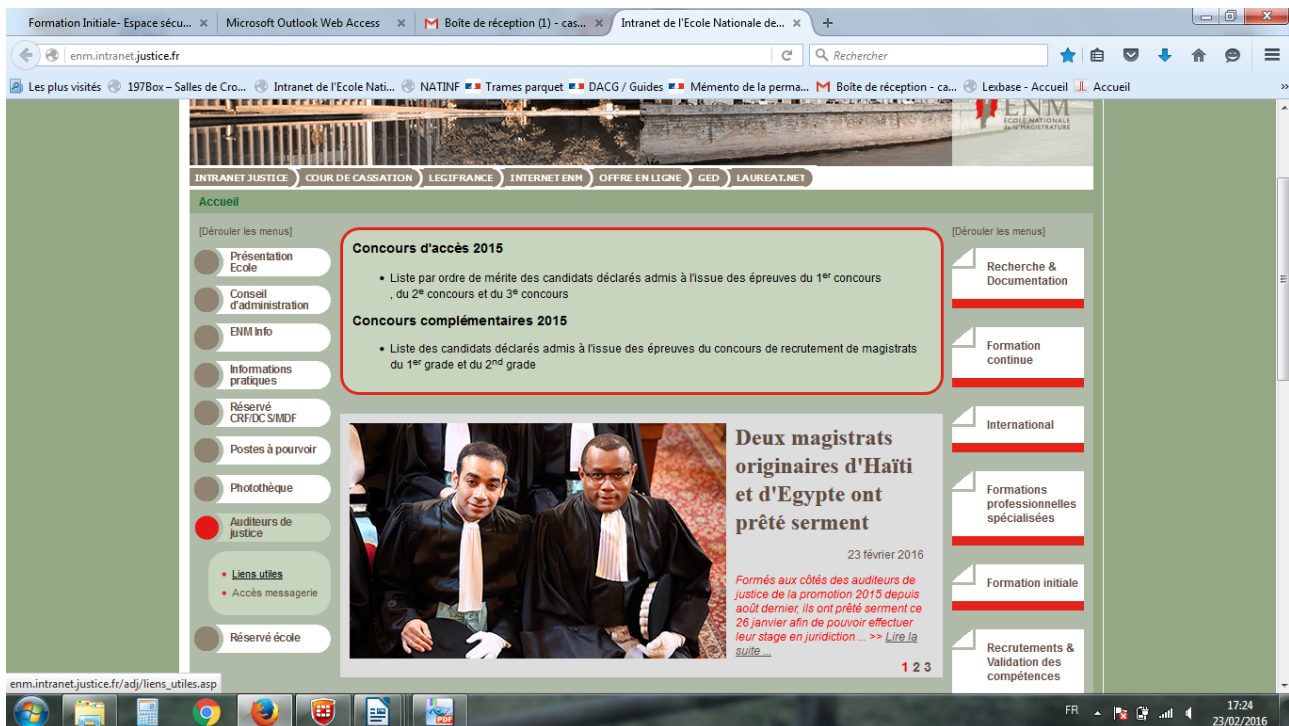 Formation Initiale- Espace sécu...
Microsoft Outlook Web Access
Boîte de réception (1) - cas...
Intranet de l'Ecole Nationale de...
enm.intranet.justice.fr
Rechercher
Les plus visités
197Box – Salles de Cro...
Intranet de l'Ecole Nati...
NATINF
Trames parquet
DACG / Guides
Mémento de la perma...
Boîte de réception - ca...
Lexbase - Accueil
Accueil
ENM
ECOLE NATIONALE
de la MAGISTRATURE
INTRANET JUSTICE
COUR DE CASSATION
LEGIFRANCE
INTERNET ENM
OFFRE EN LIGNE
GED
LAUREAT.NET
Accueil
[Dérouler les menus]
Présentation
Ecole
Conseil
d'administration
ENM Info
Informations
pratiques
Réservé
CRF/DCS/MDF
Postes à pourvoir
Photothèque
Auditeurs de
justice
Liens utiles
Accès messagerie
Réservé école
Concours d'accès 2015
Liste par ordre de mérite des candidats déclarés admis à l'issue des épreuves du 1er concours
, du 2e concours et du 3e concours
Concours complémentaires 2015
Liste des candidats déclarés admis à l'issue des épreuves du concours de recrutement de magistrats
du 1er grade et du 2nd grade
Deux magistrats
originaires d'Haïti
et d'Egypte ont
prêté serment
23 février 2016
Formés aux côtés des auditeurs de
justice de la promotion 2015 depuis
août dernier, ils ont prêté serment ce
26 janvier afin de pouvoir effectuer
leur stage en juridiction ... >> Lire la
suite ...
1 2 3
[Dérouler les menus]
Recherche &
Documentation
Formation
continue
International
Formations
professionnelles
spécialisées
Formation initiale
Recrutements &
Validation des
compétences
enm.intranet.justice.fr/adj/liens_utiles.asp
PDF
FR
17:24
23/02/2016